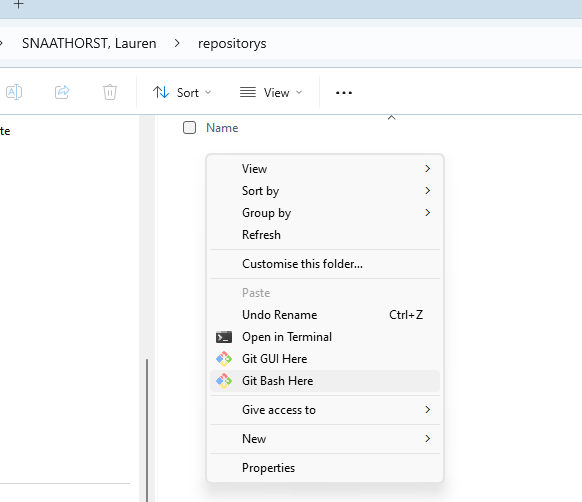 SNAATHORST, Lauren > repositorys
Sort
View
te
Name
View
Sort by
Group by
Refresh
Customise this folder...
Paste
Undo Rename Ctrl+Z
Open in Terminal
Git GUI Here
Git Bash Here
Give access to
New
Properties